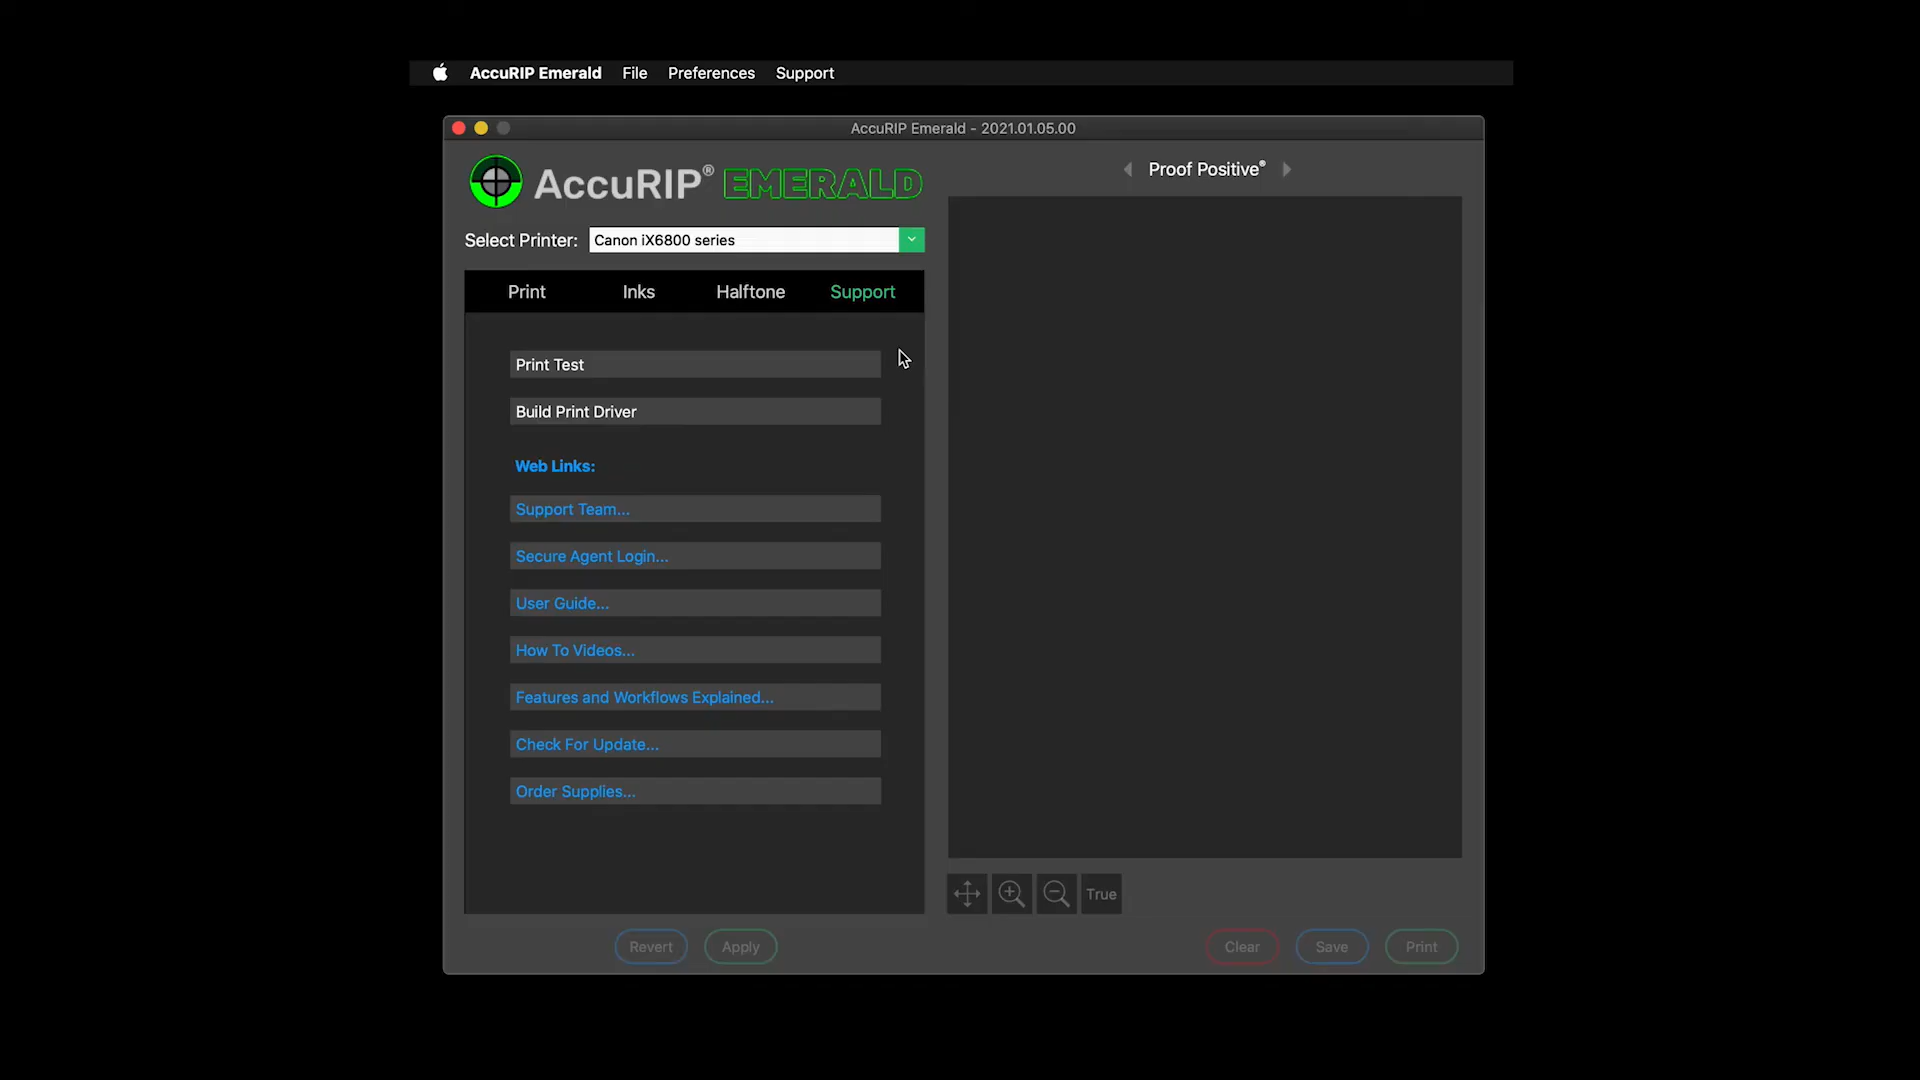 AccuRIP Emerald File Preferences Support
AccuRIP Emerald - 2021.01.05.00
AccuRIP® EMERALD
Proof Positive®
Select Printer: Canon iX6800 series
Print Inks Halftone Support
Print Test
Build Print Driver
Web Links:
Support Team...
Secure Agent Login...
User Guide...
How To Videos...
Features and Workflows Explained...
Check For Update...
Order Supplies...
True
Revert Apply Clear Save Print